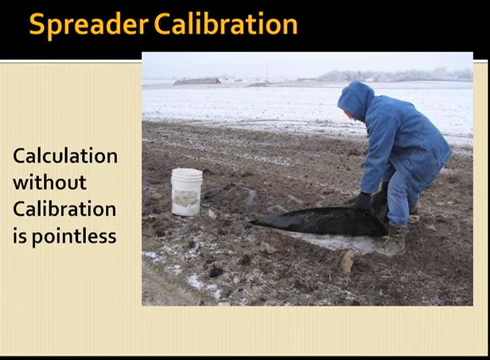 Spreader Calibration
Calculation
without
Calibration
is pointless